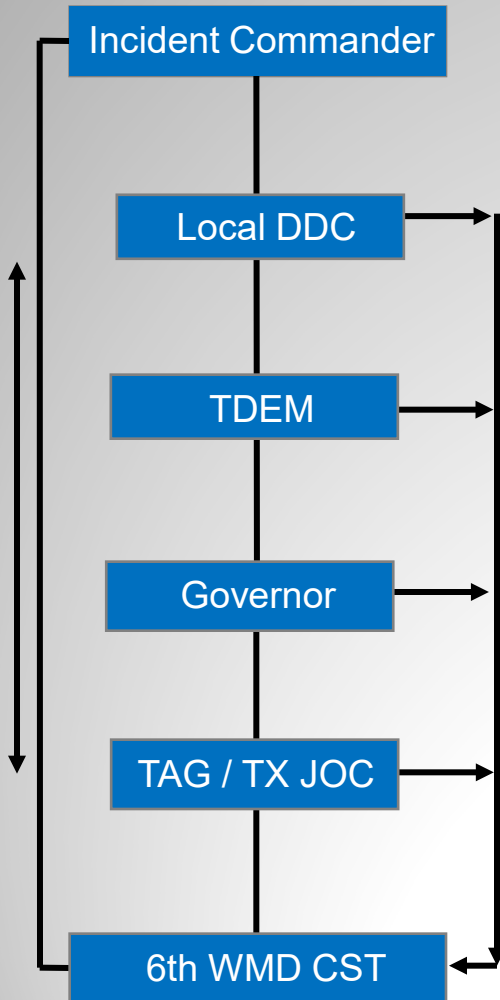 Incident Commander
Local DDC
TDEM
Governor
TAG / TX JOC
6th WMD CST